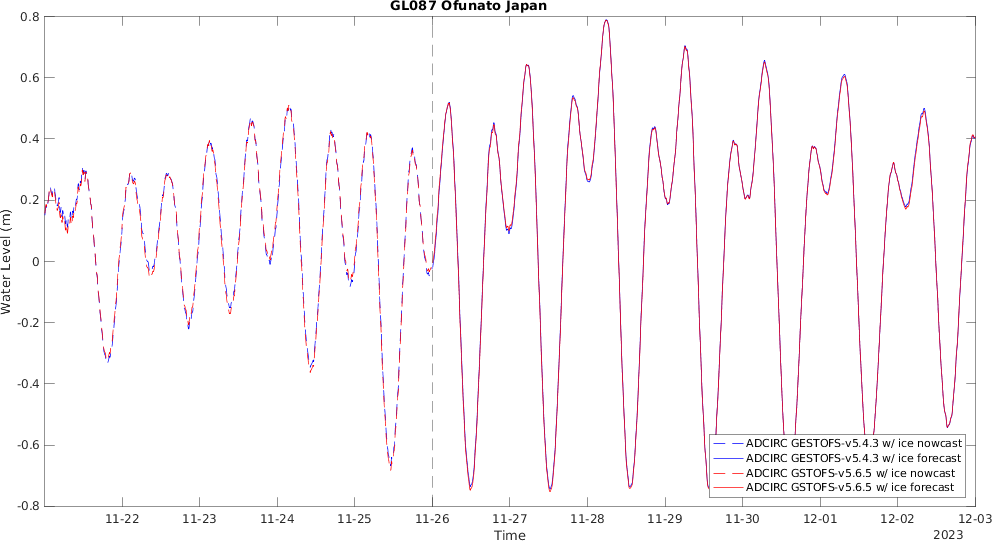 GL087 Ofunato Japan
Water Level (m)
0.8
0.6
0.4
0.2
0
-0.2
-0.4
-0.6
-0.8
ADCIRC GESTOFS-v5.4.3 w/ ice nowcast
ADCIRC GESTOFS-v5.4.3 w/ ice forecast
ADCIRC GSTOFS-v5.6.5 w/ ice nowcast
ADCIRC GSTOFS-v5.6.5 w/ ice forecast
11-22 11-23 11-24 11-25 11-26 11-27 11-28 11-29 11-30 12-01 12-02 12-03
Time
2023